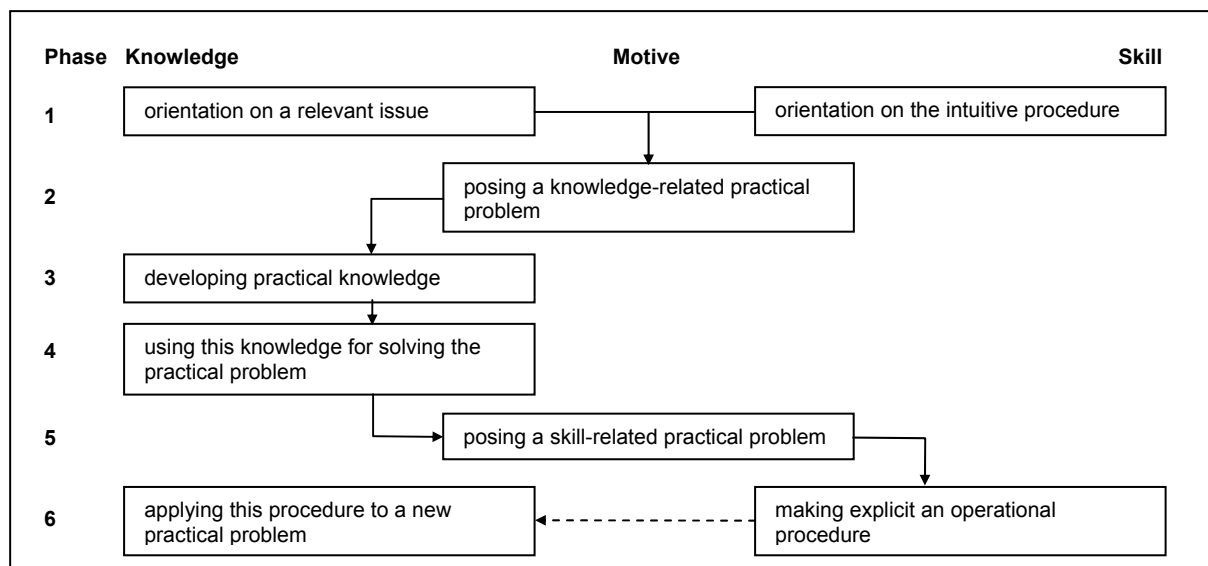 Phase Knowledge Motive Skill
1 orientation on a relevant issue orientation on the intuitive procedure
2 posing a knowledge-related practical
problem
3 developing practical knowledge
4 using this knowledge for solving the
practical problem
5 posing a skill-related practical problem
6 applying this procedure to a new
practical problem
making explicit an operational
procedure